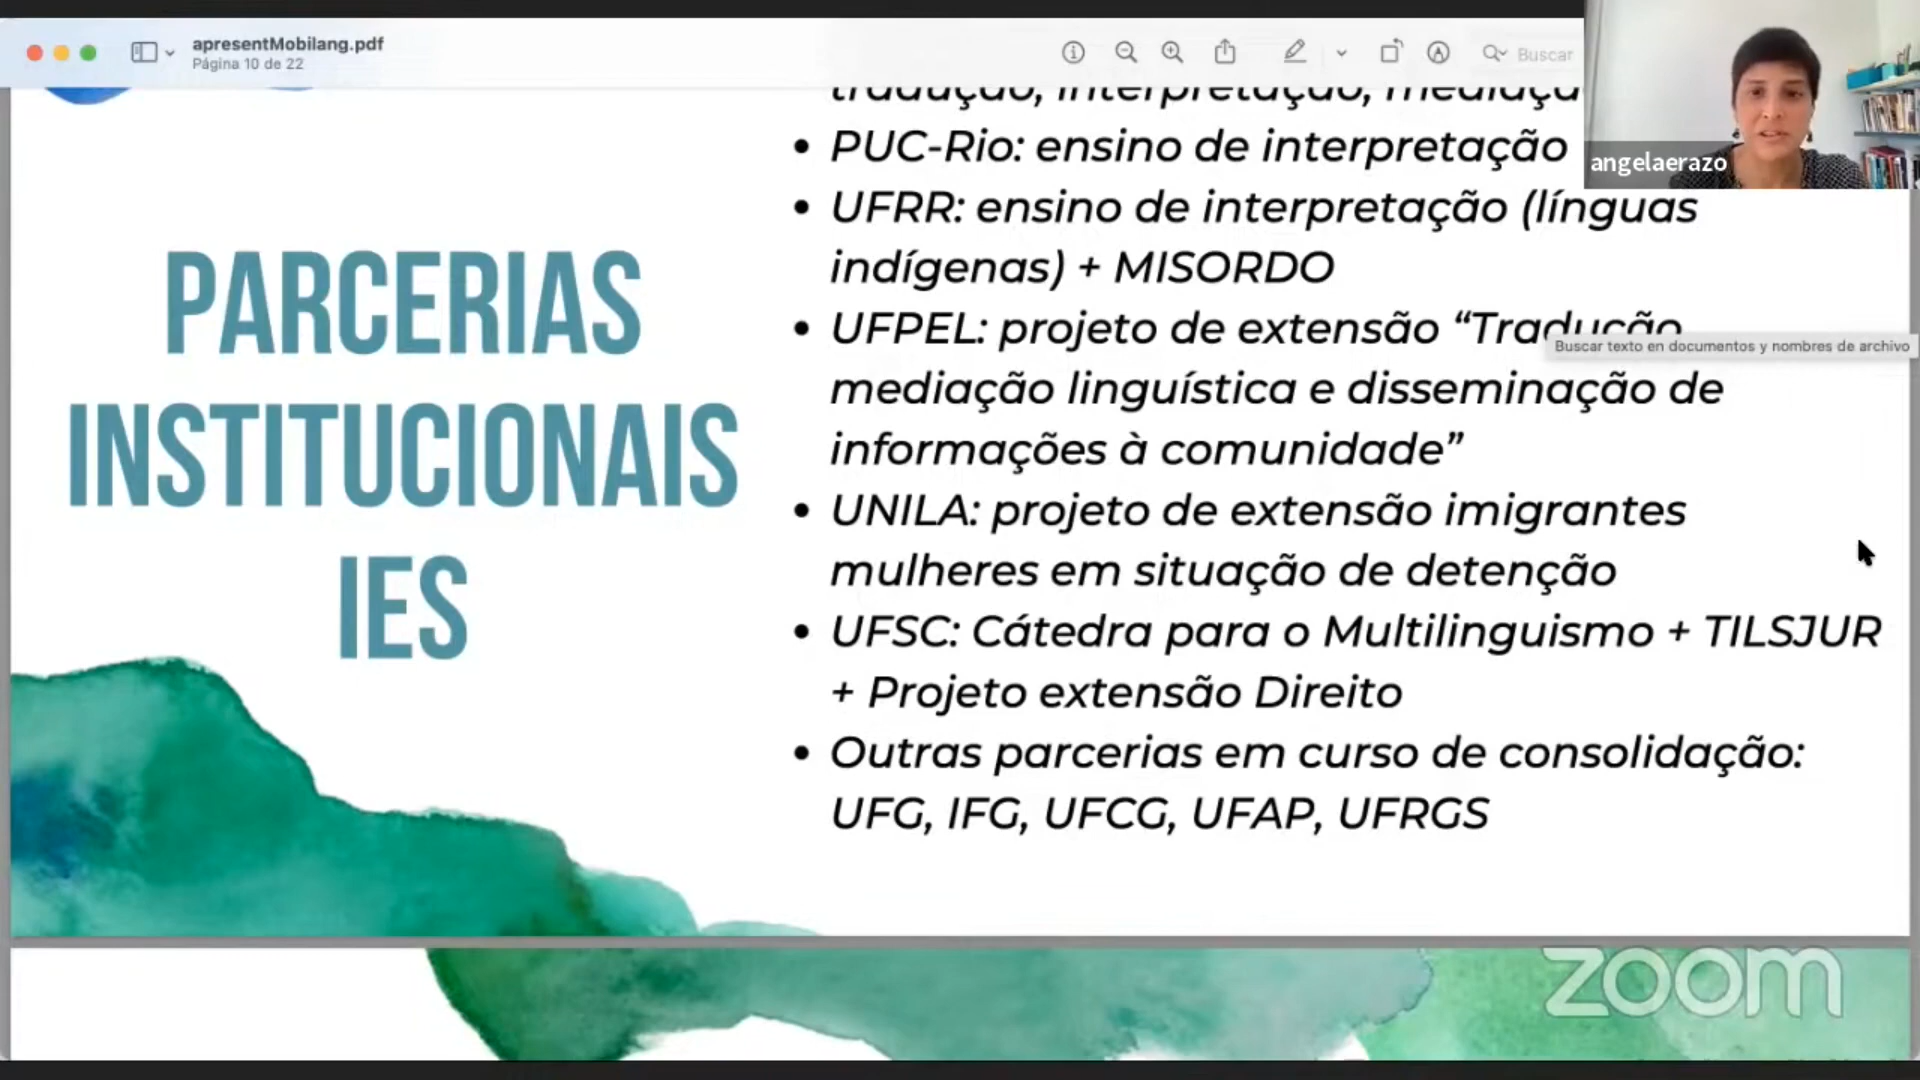 apresentMobilang.pdf
Página 10 de 22
Buscar
angelaerazo
PARCERIAS
INSTITUCIONAIS
IES
tradução, interpretação,
• PUC-Rio: ensino de interpretação
• UFRR: ensino de interpretação (línguas
indígenas) + MISORDO
• UFPEL: projeto de extensão “Tradução
Buscar texto en documentos y nombres de archivo
mediação linguística e disseminação de
informações à comunidade”
• UNILA: projeto de extensão imigrantes
mulheres em situação de detenção
• UFSC: Cátedra para o Multilinguismo + TILSJUR
+ Projeto extensão Direito
• Outras parcerias em curso de consolidação:
UFG, IFG, UFCG, UFAP, UFRGS
zoom